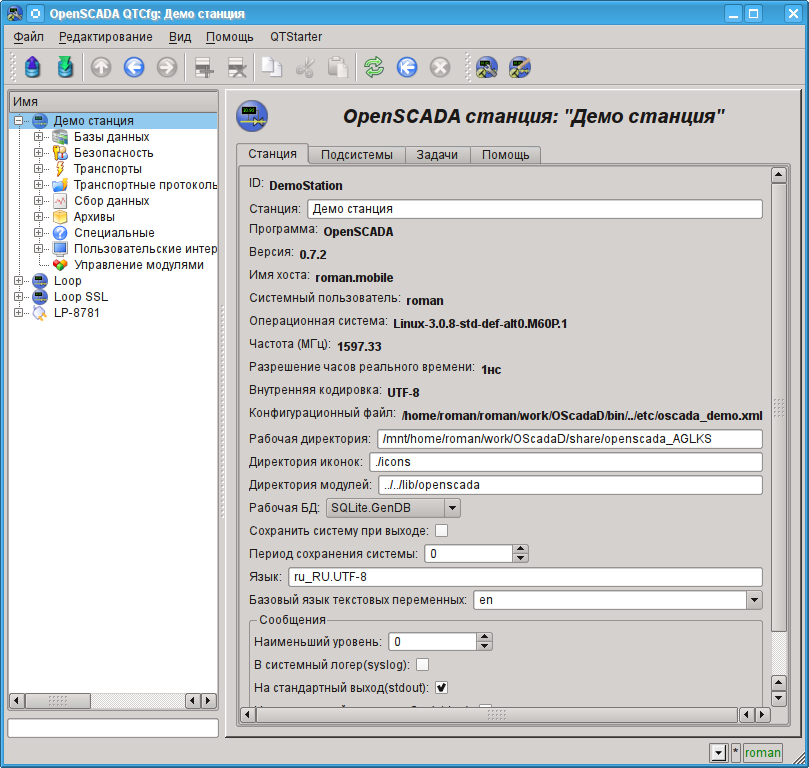 OpenSCADA QTCfg: Демо станция
Файл Редактирование Вид Помощь QTStarter
Имя
Демо станция
Базы данных
Безопасность
Транспорты
Транспортные протоколь
Сбор данных
Архивы
Специальные
Пользовательские интер
Управление модулями
Loop
Loop SSL
LP-8781
OpenSCADA станция: "Демо станция"
Станция Подсистемы Задачи Помощь
ID: DemoStation
Станция: Демо станция
Программа: OpenSCADA
Версия: 0.7.2
Имя хоста: roman.mobile
Системный пользователь: roman
Операционная система: Linux-3.0.8-std-def-alt0.M60P.1
Частота (МГц): 1597.33
Разрешение часов реального времени: 1нс
Внутренняя кодировка: UTF-8
Конфигурационный файл: /home/roman/roman/work/OScadaD/bin/../etc/oscada_demo.xml
Рабочая директория: /mnt/home/roman/work/OScadaD/share/openscada_AGLKS
Директория иконок: ./icons
Директория модулей: ../../lib/openscada
Рабочая БД: SQLite.GenDB
Сохранить систему при выходе:
Период сохранения системы: 0
Язык: ru_RU.UTF-8
Базовый язык текстовых переменных: en
Сообщения
Наименьший уровень: 0
В системный логер(syslog):
На стандартный выход(stdout):
* roman